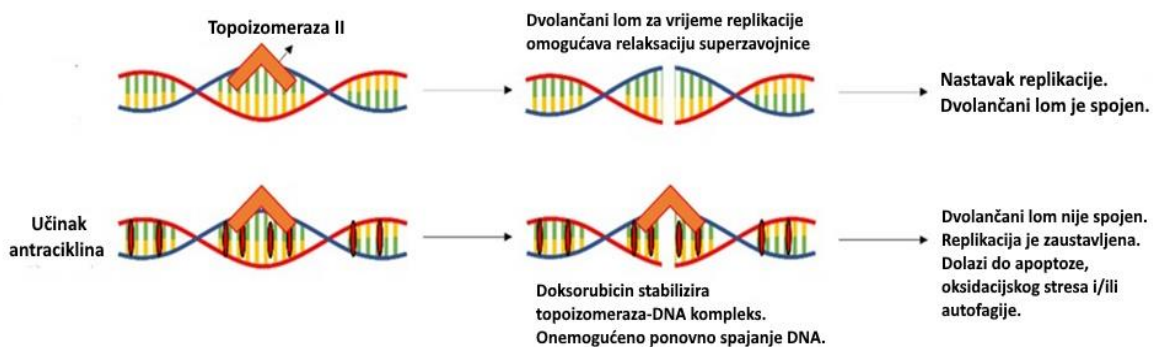 Topoizomeraza II
Dvolančani lom za vrijeme replikacije
omogućava relaksaciju superzavojnice
Nastavak replikacije.
Dvolančani lom je spojen.
Učinak
antraciklina
Doksorubicin stabilizira
topoizomeraza-DNA kompleks.
Onemogućeno ponovno spajanje DNA.
Dvolančani lom nije spojen.
Replikacija je zaustavljena.
Dolazi do apoptoze,
oksidacijskog stresa i/ili
autofagije.